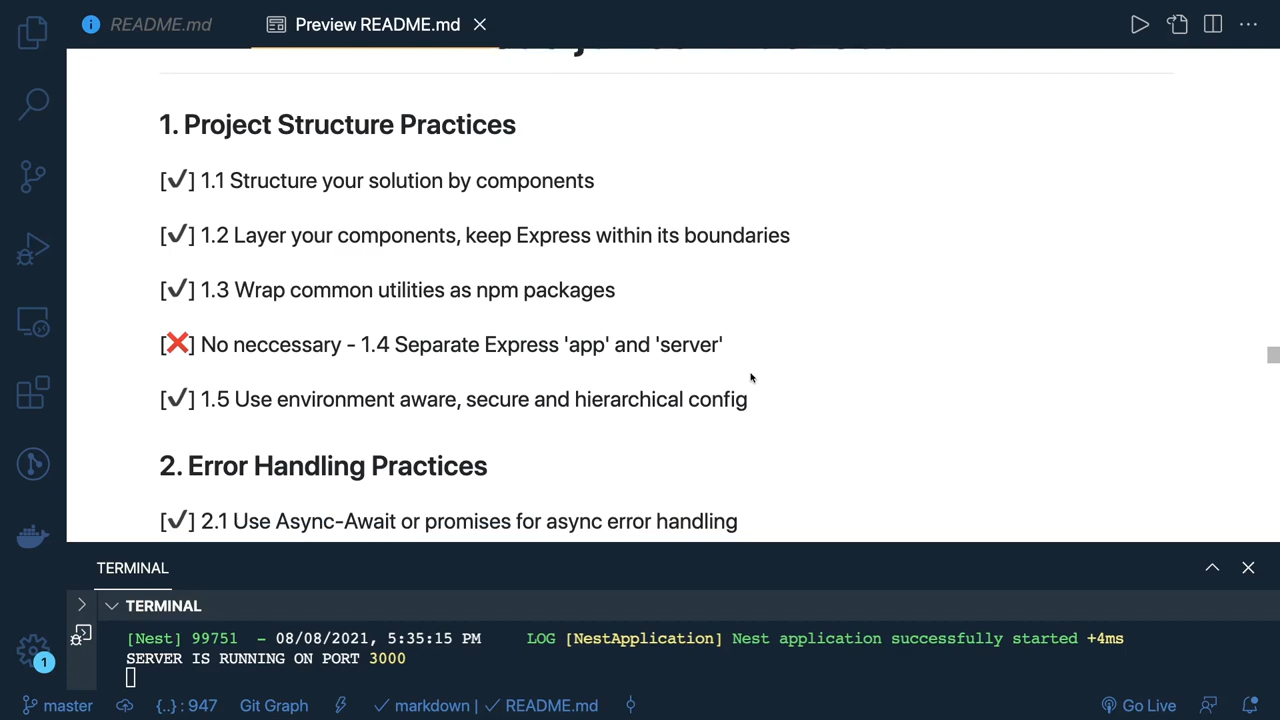 README.md
Preview README.md
1. Project Structure Practices
[✔] 1.1 Structure your solution by components
[✔] 1.2 Layer your components, keep Express within its boundaries
[✔] 1.3 Wrap common utilities as npm packages
[❌] No neccessary - 1.4 Separate Express 'app' and 'server'
[✔] 1.5 Use environment aware, secure and hierarchical config
2. Error Handling Practices
[✔] 2.1 Use Async-Await or promises for async error handling
TERMINAL
TERMINAL
[Nest] 99751 - 08/08/2021, 5:35:15 PM LOG [NestApplication] Nest application successfully started +4ms
SERVER IS RUNNING ON PORT 3000
1
master {..} : 947 Git Graph markdown | README.md Go Live